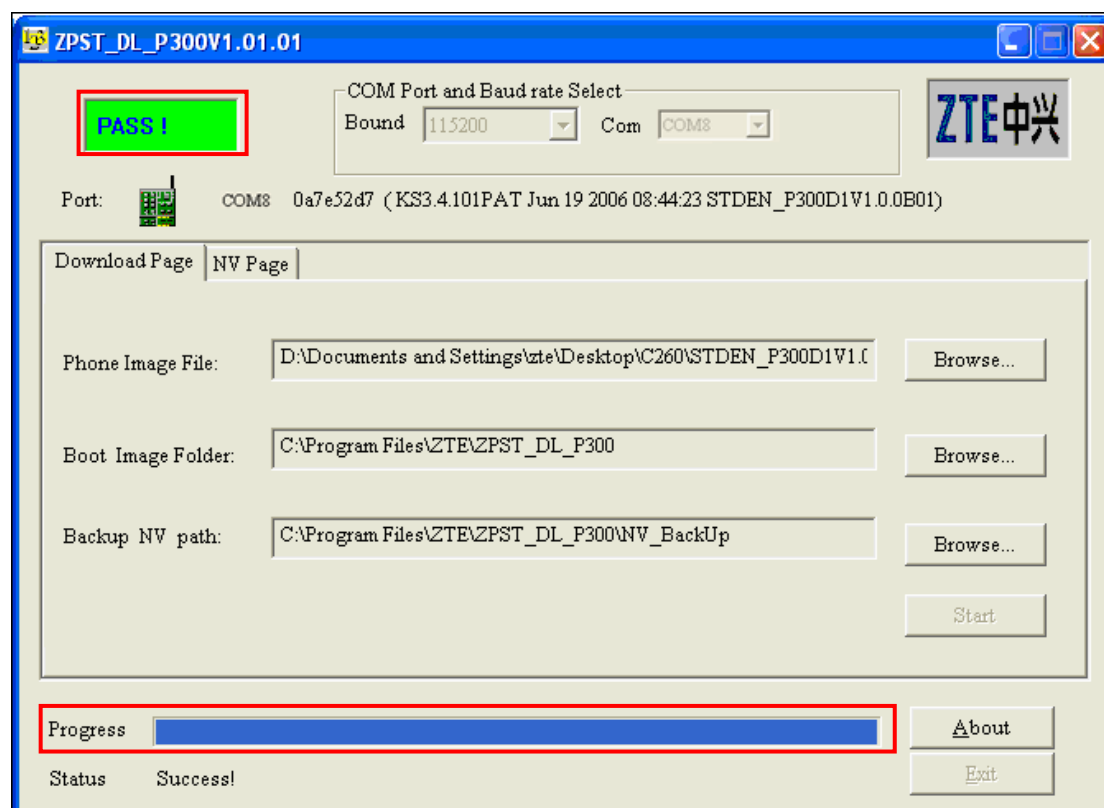 ZPST_DL_P300V1.01.01
PASS !
COM Port and Baud rate Select
Bound 115200 Com COM8
ZTE中兴
Port: COM8 0a7e52d7 ( KS3.4.101PAT Jun 19 2006 08:44:23 STDEN_P300D1V1.0.0B01)
Download Page NV Page
Phone Image File: D:\Documents and Settings\zte\Desktop\C260\STDEN_P300D1V1.( Browse...
Boot Image Folder: C:\Program Files\ZTE\ZPST_DL_P300 Browse...
Backup NV path: C:\Program Files\ZTE\ZPST_DL_P300\NV_BackUp Browse...
Start
Progress About
Status Success! Exit